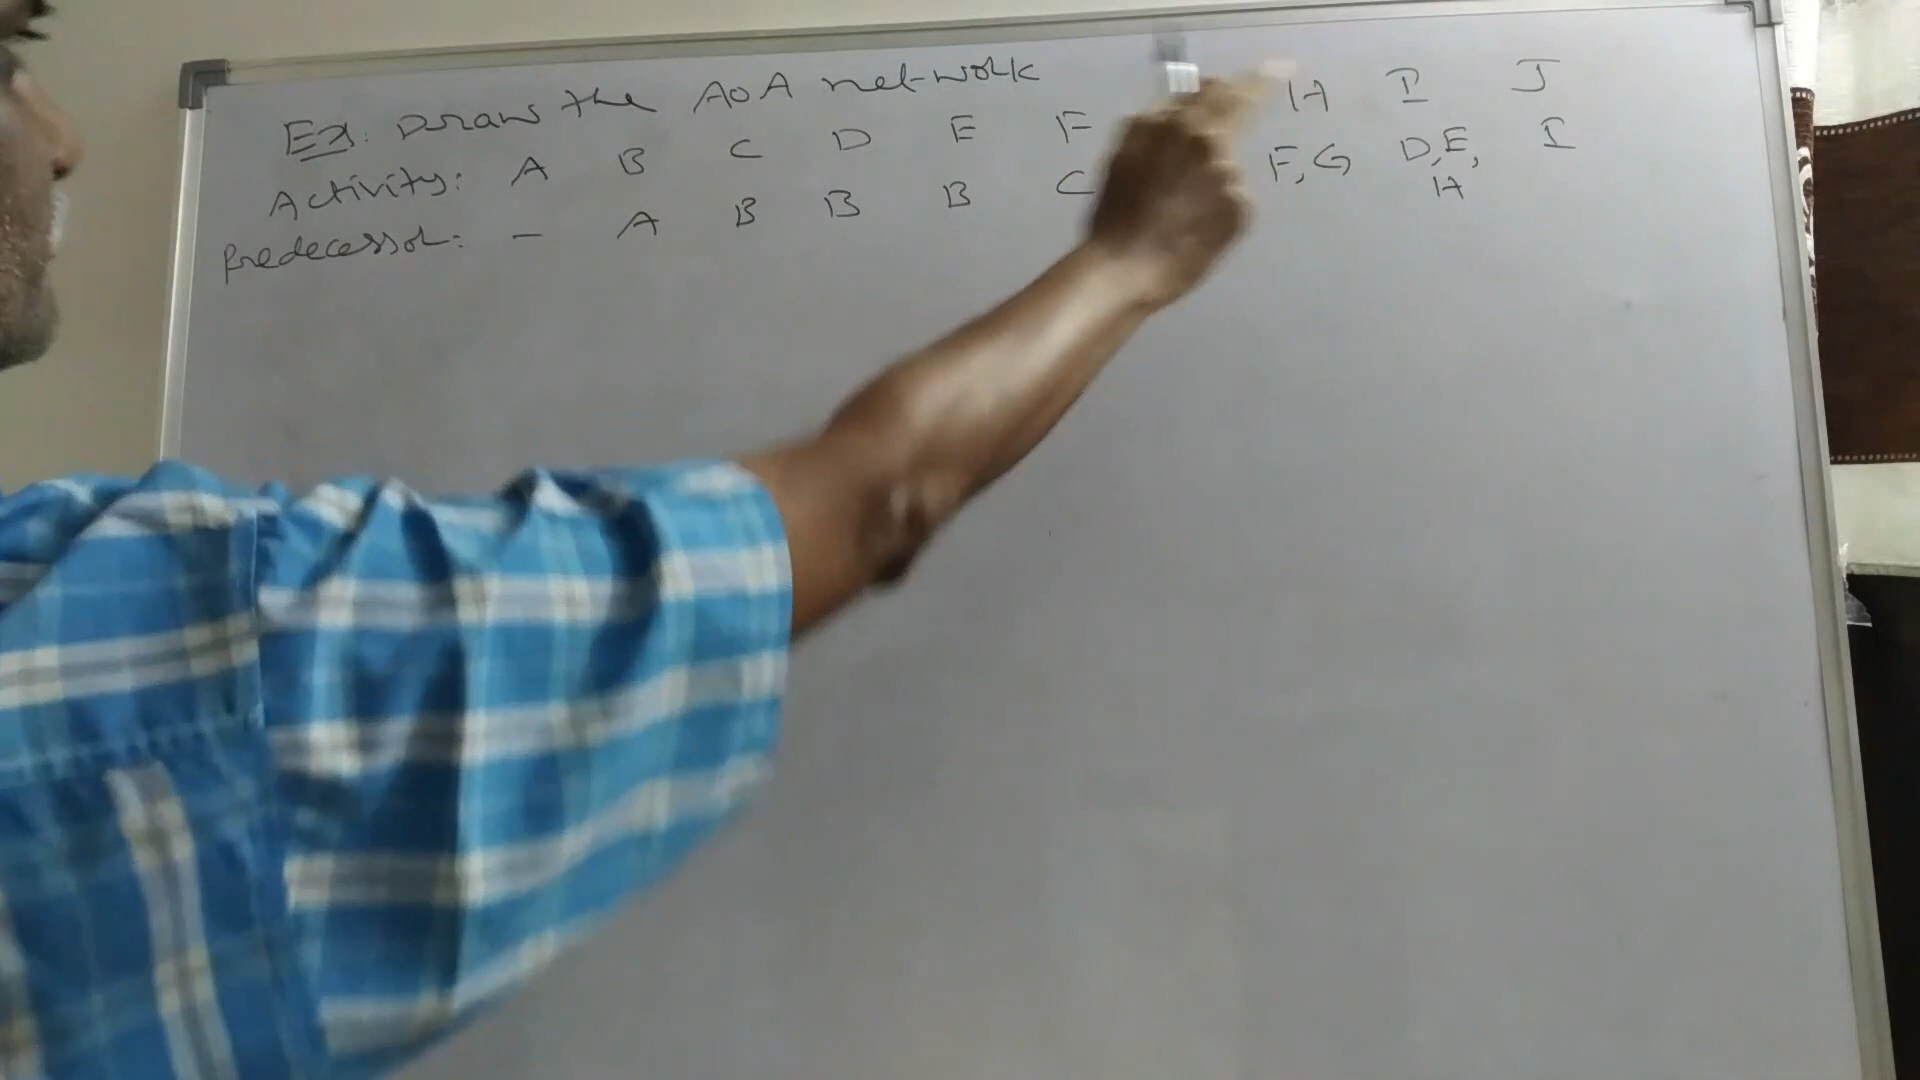 Ex: Draw the AOA net-work
Activity: A B C D E F H I J
Predecessor: - A B B B C F,G D,E, I
H